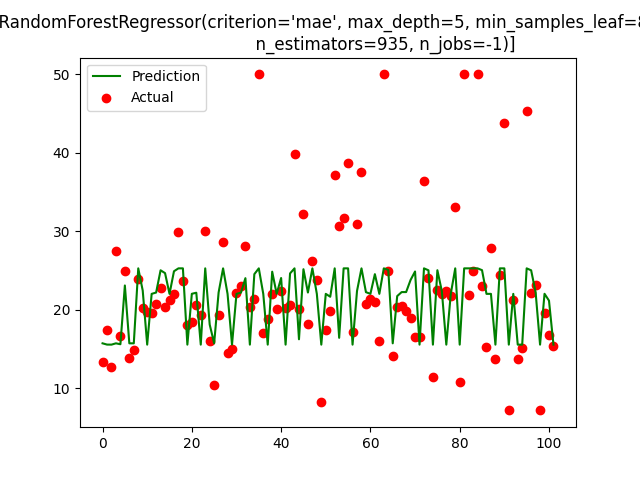 RandomForestRegressor(criterion='mae', max_depth=5, min_samples_leaf=8
n_estimators=935, n_jobs=-1)]
Prediction
Actual
50
40
30
20
10
0
20
40
60
80
100